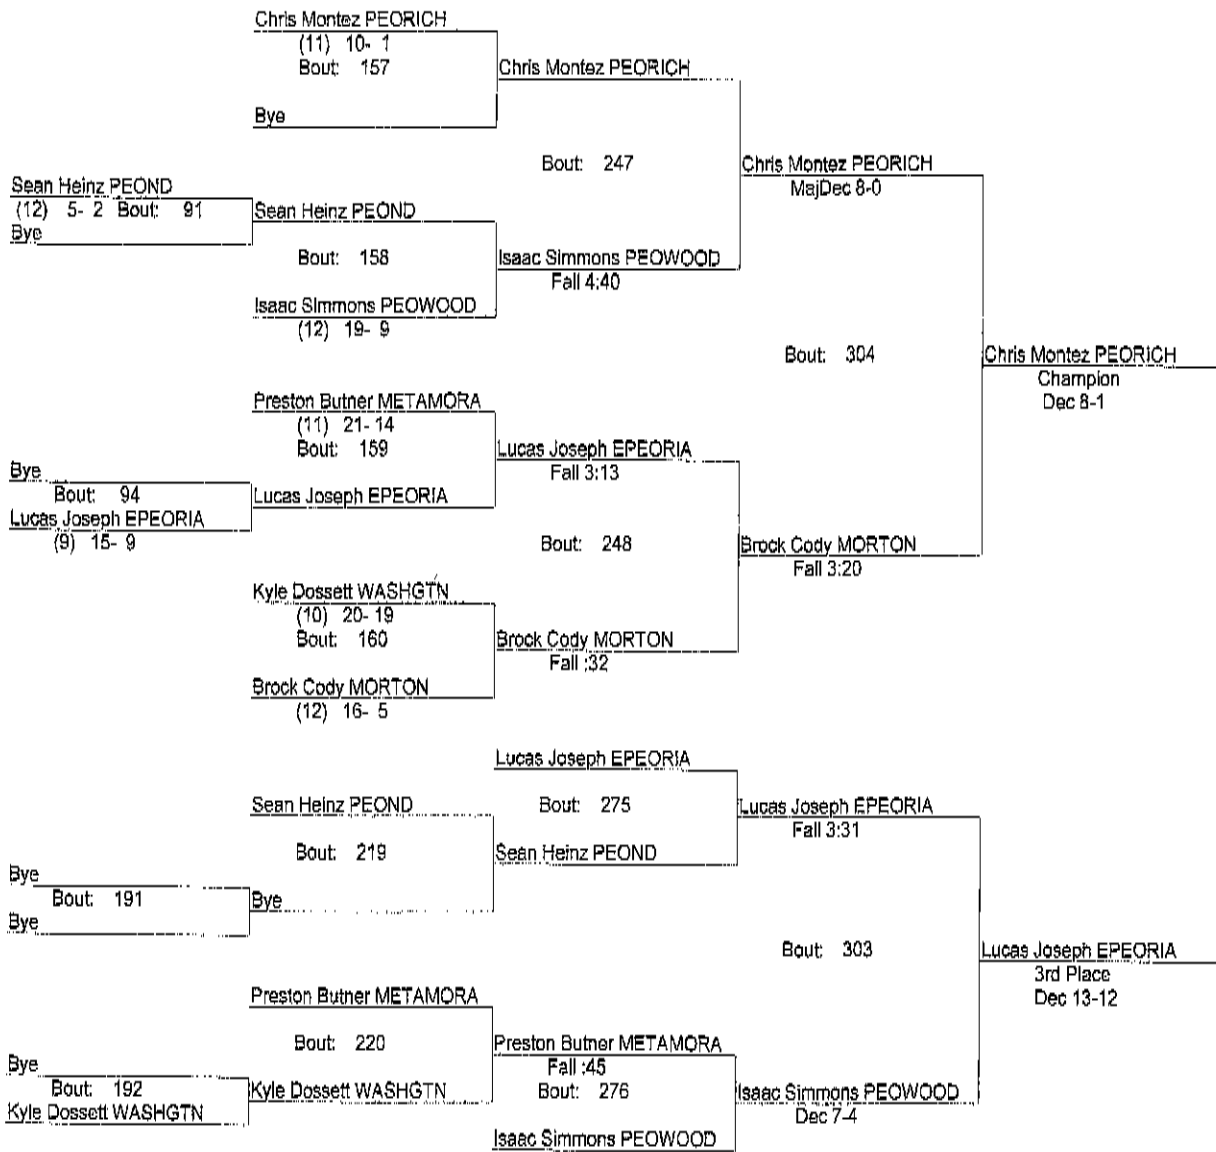 Chris Montez PEORICH
(11) 10- 1
Bout: 157
Chris Montez PEORICH
Bye
Bout: 247
Chris Montez PEORICH
MajDec 8-0
Sean Heinz PEOND
(12) 5- 2 Bout: 91
Bye
Sean Heinz PEOND
Bout: 158
Isaac Simmons PEOWOOD
Fall 4:40
Isaac Simmons PEOWOOD
(12) 19- 9
Bout: 304
Chris Montez PEORICH
Champion
Dec 8-1
Preston Butner METAMORA
(11) 21- 14
Bout: 159
Lucas Joseph EPEORIA
Fall 3:13
Bye
Bout: 94
Lucas Joseph EPEORIA
(9) 15- 9
Lucas Joseph EPEORIA
Bout: 248
Brock Cody MORTON
Fall 3:20
Kyle Dossett WASHGTN
(10) 20- 19
Bout: 160
Brock Cody MORTON
Fall :32
Brock Cody MORTON
(12) 16- 5
Lucas Joseph EPEORIA
Bout: 275
Lucas Joseph EPEORIA
Fall 3:31
Sean Heinz PEOND
Bout: 219
Sean Heinz PEOND
Bye
Bout: 191
Bye
Bye
Bout: 303
Lucas Joseph EPEORIA
3rd Place
Dec 13-12
Preston Butner METAMORA
Bout: 220
Preston Butner METAMORA
Fall :45
Bout: 276
Bye
Bout: 192
Kyle Dossett WASHGTN
Kyle Dossett WASHGTN
Isaac Simmons PEOWOOD
Dec 7-4
Isaac Simmons PEOWOOD